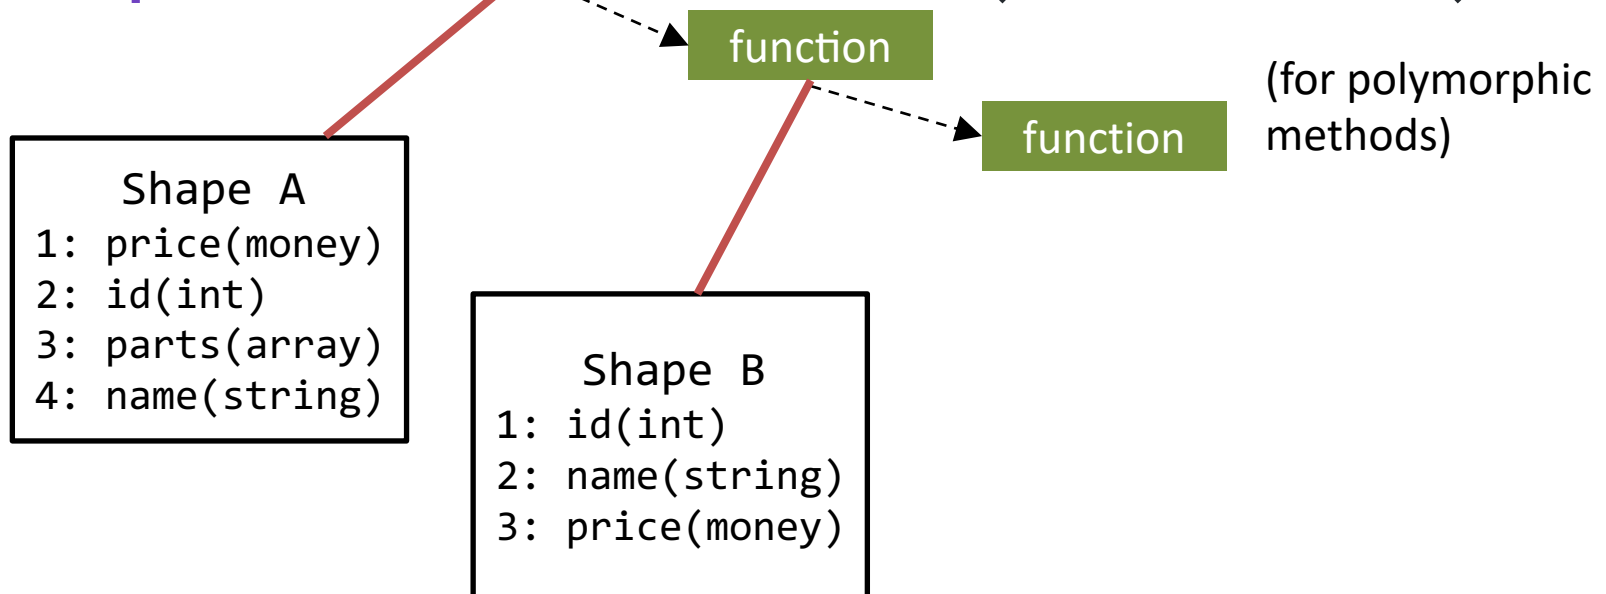 function
(for polymorphic
methods)
function
Shape A
1: price(money)
2: id(int)
3: parts(array)
4: name(string)
Shape B
1: id(int)
2: name(string)
3: price(money)